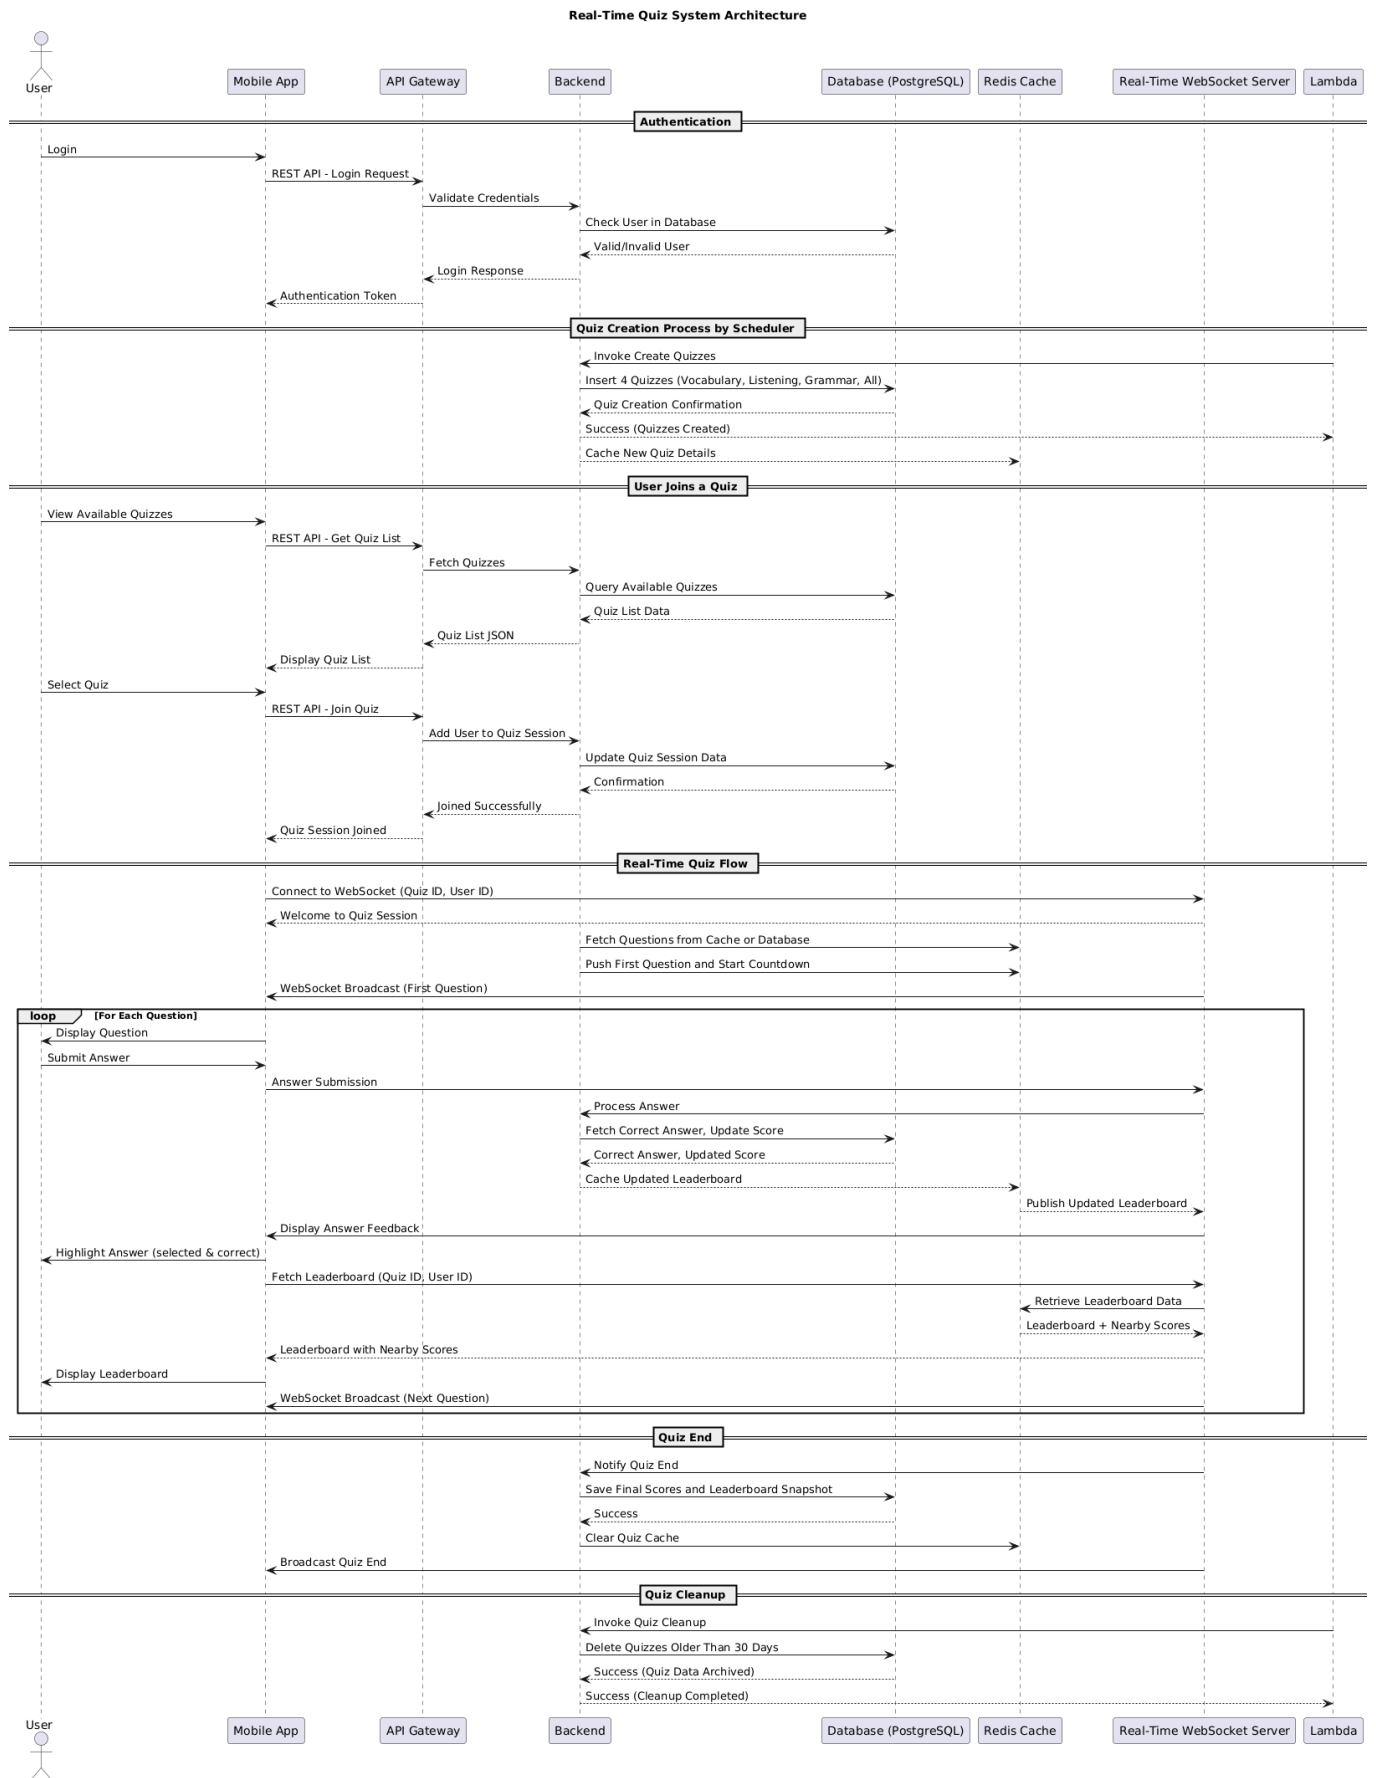 Real-Time Quiz System Architecture
User
Mobile App
API Gateway
Backend
Database (PostgreSQL)
Redis Cache
Real-Time WebSocket Server
Lambda
Authentication
Login
REST API - Login Request
Validate Credentials
Check User in Database
Valid/Invalid User
Login Response
Authentication Token
Quiz Creation Process by Scheduler
Invoke Create Quizzes
Insert 4 Quizzes (Vocabulary, Listening, Grammar, All)
Quiz Creation Confirmation
Success (Quizzes Created)
Cache New Quiz Details
User Joins a Quiz
View Available Quizzes
REST API - Get Quiz List
Fetch Quizzes
Query Available Quizzes
Quiz List Data
Quiz List JSON
Display Quiz List
Select Quiz
REST API - Join Quiz
Add User to Quiz Session
Update Quiz Session Data
Confirmation
Joined Successfully
Quiz Session Joined
Real-Time Quiz Flow
Connect to WebSocket (Quiz ID, User ID)
Welcome to Quiz Session
Fetch Questions from Cache or Database
Push First Question and Start Countdown
WebSocket Broadcast (First Question)
loop [For Each Question]
Display Question
Submit Answer
Answer Submission
Process Answer
Fetch Correct Answer, Update Score
Correct Answer, Updated Score
Cache Updated Leaderboard
Publish Updated Leaderboard
Display Answer Feedback
Highlight Answer (selected & correct)
Fetch Leaderboard (Quiz ID, User ID)
Retrieve Leaderboard Data
Leaderboard + Nearby Scores
Leaderboard with Nearby Scores
Display Leaderboard
WebSocket Broadcast (Next Question)
Quiz End
Notify Quiz End
Save Final Scores and Leaderboard Snapshot
Success
Clear Quiz Cache
Broadcast Quiz End
Quiz Cleanup
Invoke Quiz Cleanup
Delete Quizzes Older Than 30 Days
Success (Quiz Data Archived)
Success (Cleanup Completed)
User
Mobile App
API Gateway
Backend
Database (PostgreSQL)
Redis Cache
Real-Time WebSocket Server
Lambda